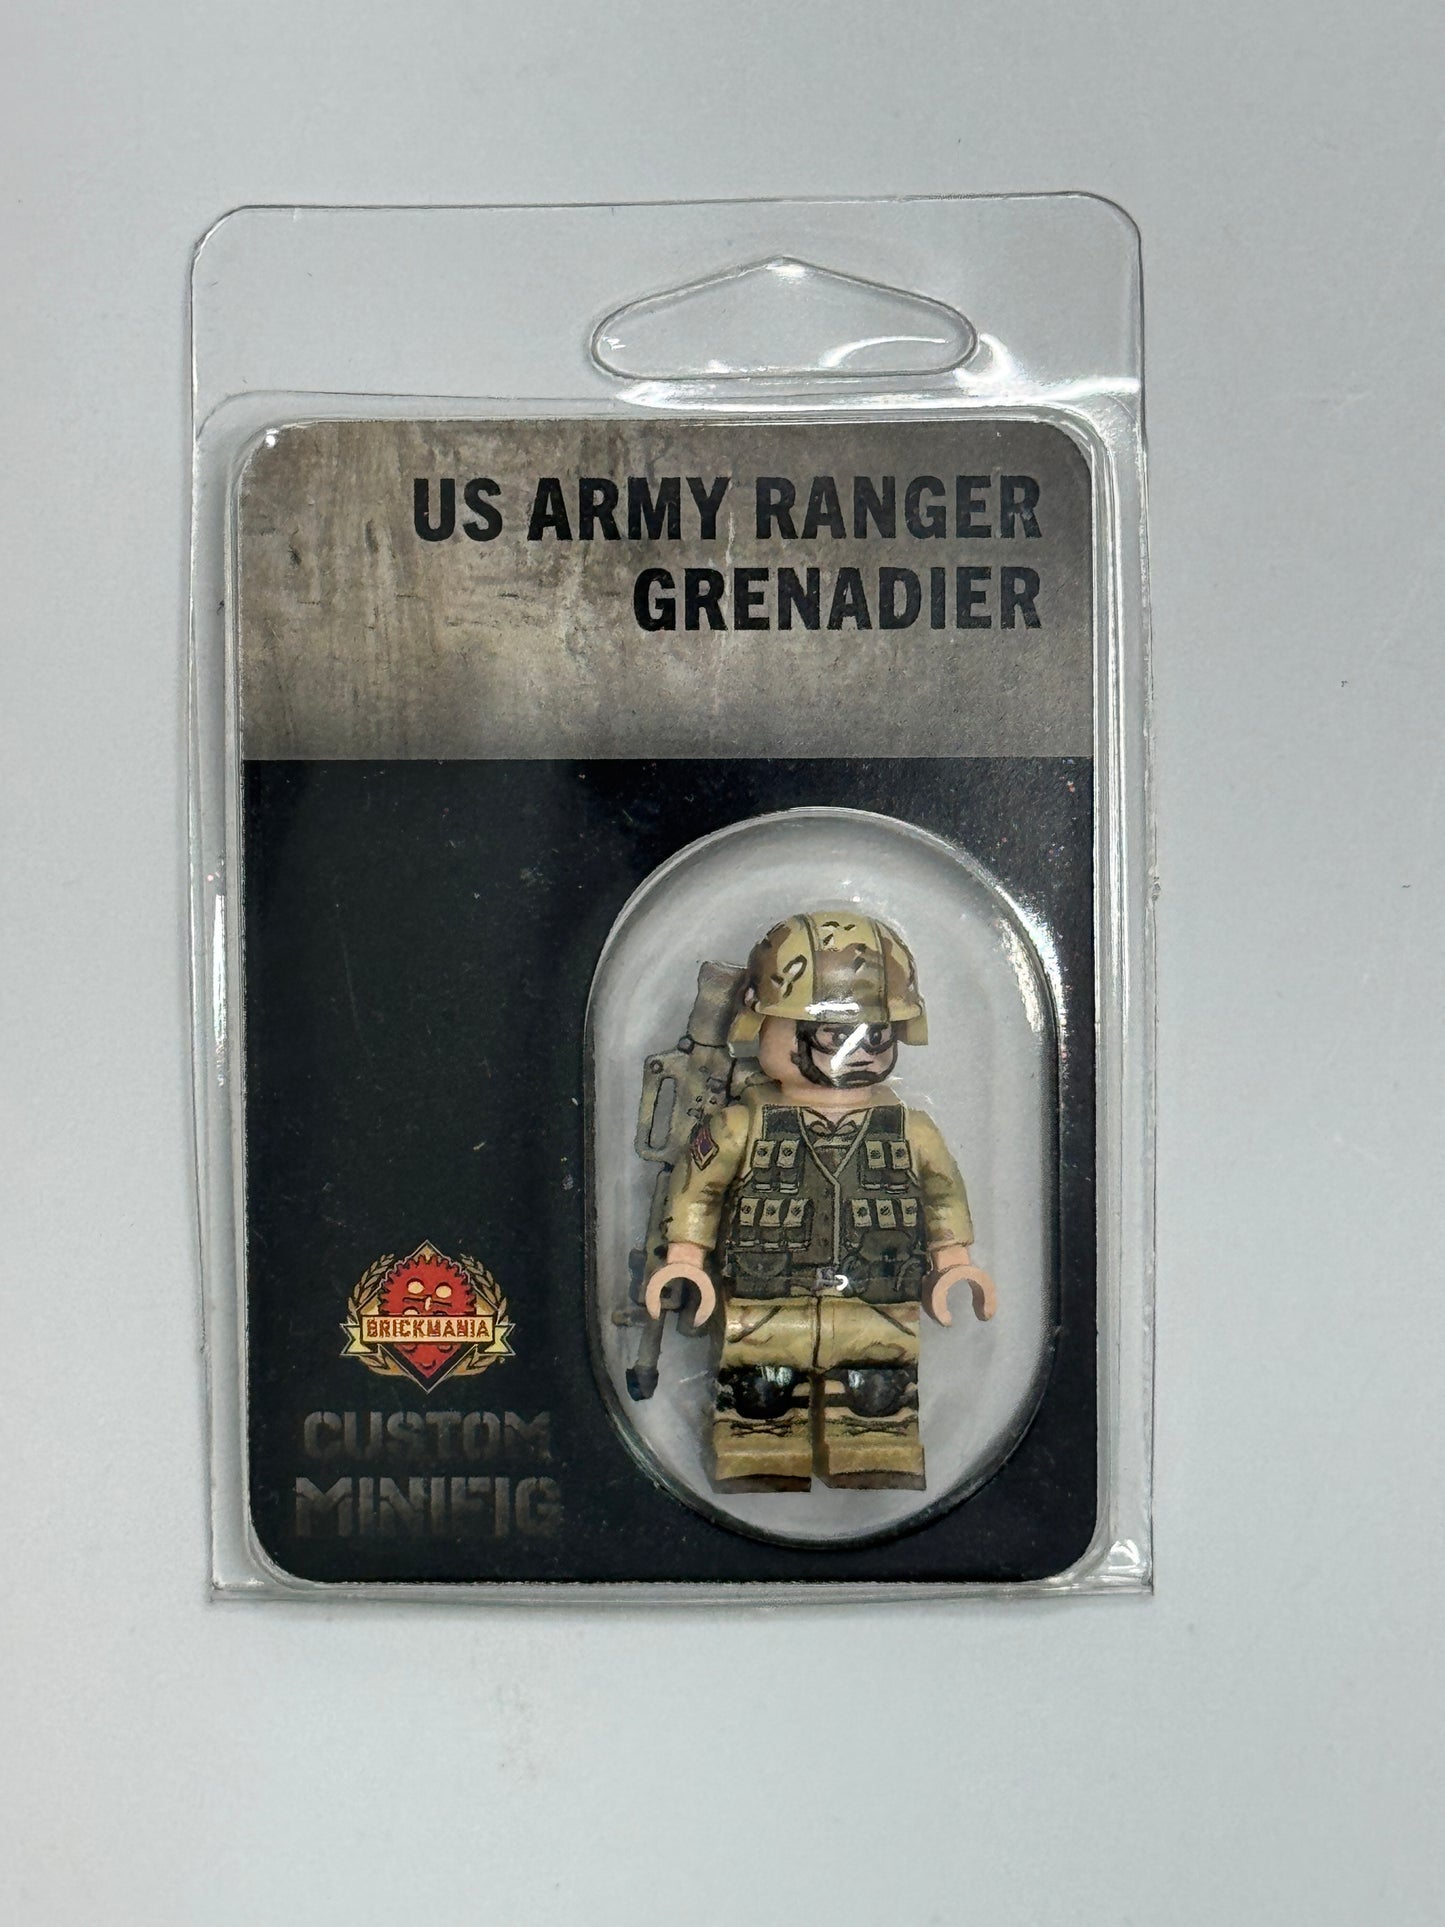 US ARMY RANGER
GRENADIER
BRICKMANIA
CUSTOM
MINIFIG